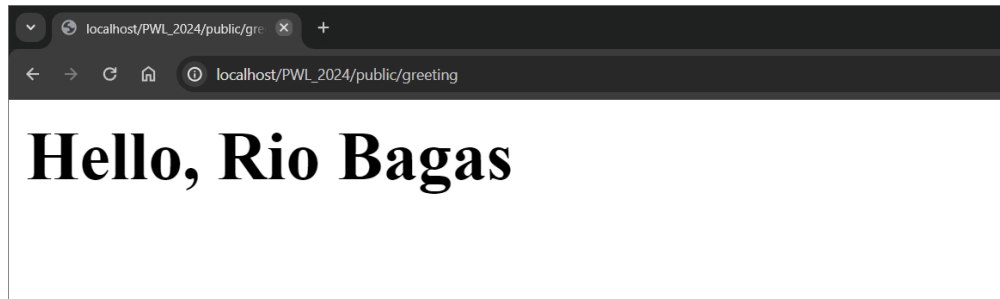 localhost/PWL_2024/public/gre
localhost/PWL_2024/public/greeting
Hello, Rio Bagas